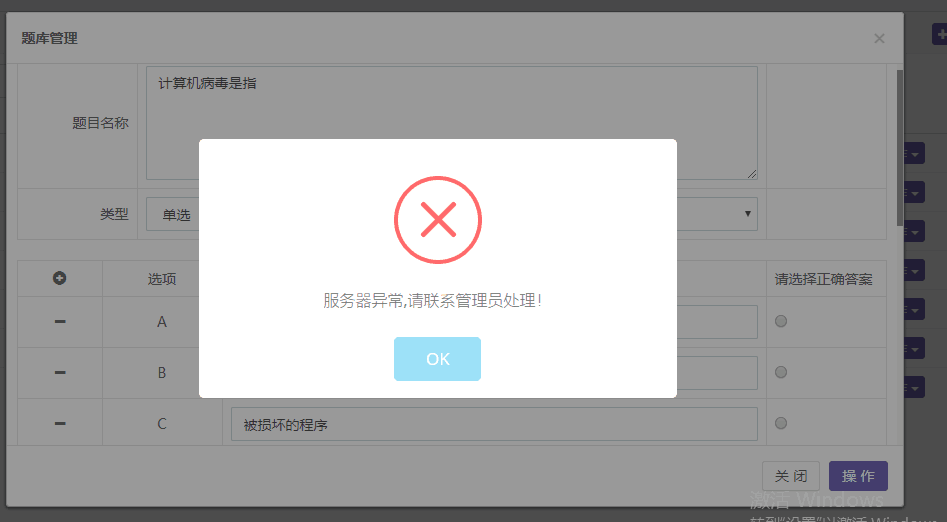 题库管理
×
题目名称
计算机病毒是指
类型
单选
选项
请选择正确答案
A
B
C
被损坏的程序
服务器异常,请联系管理员处理!
OK
关 闭
操 作
激活 Windows
转到"设置"以激活 Windows